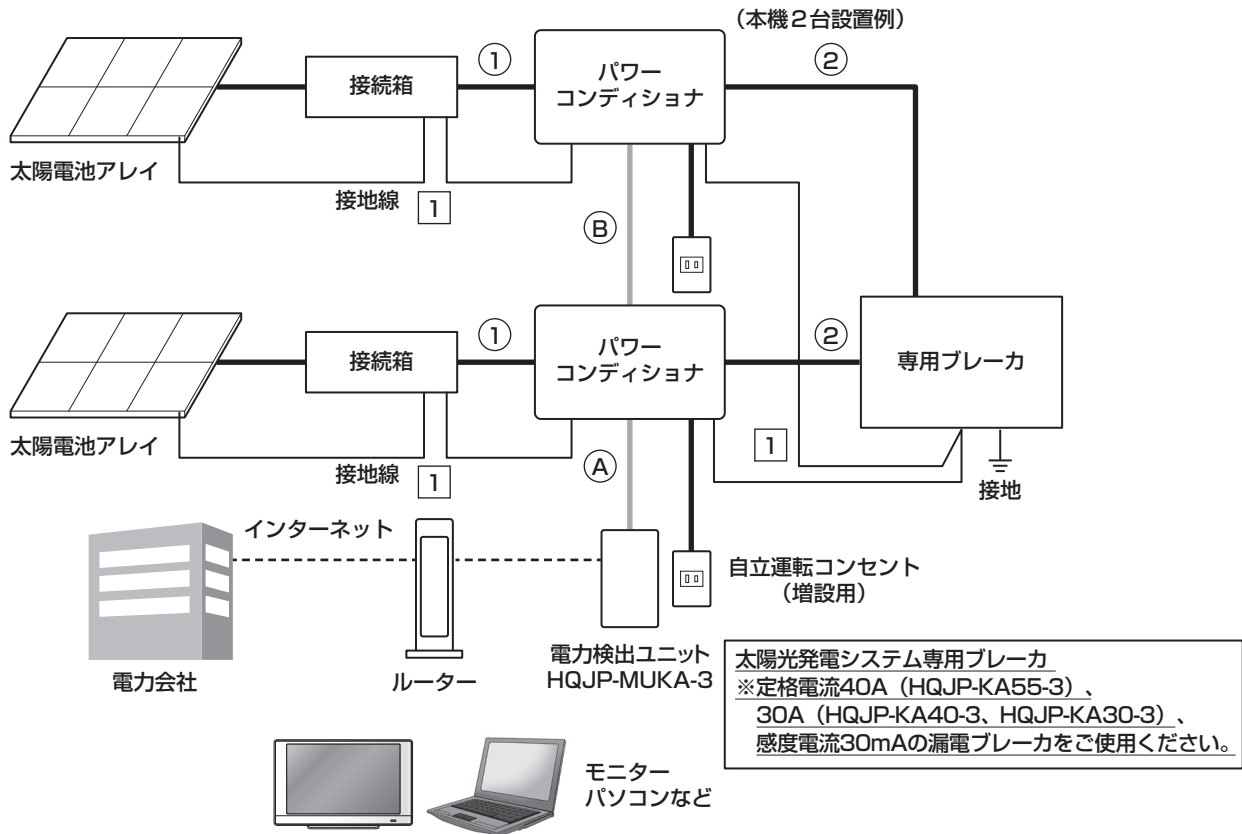 (本機2台設置例)
太陽電池アレイ
接続箱
①
パワー
コンディショナ
②
接地線
1
Ⓑ
太陽電池アレイ
接続箱
①
パワー
コンディショナ
②
専用ブレーカ
接地線
1
Ⓐ
1
接地
インターネット
電力会社
ルーター
電力検出ユニット
HQJP-MUKA-3
自立運転コンセント
(増設用)
太陽光発電システム専用ブレーカ
※定格電流40A(HQJP-KA55-3)、
30A(HQJP-KA40-3、HQJP-KA30-3)、
感度電流30mAの漏電ブレーカをご使用ください。
モニター
パソコンなど